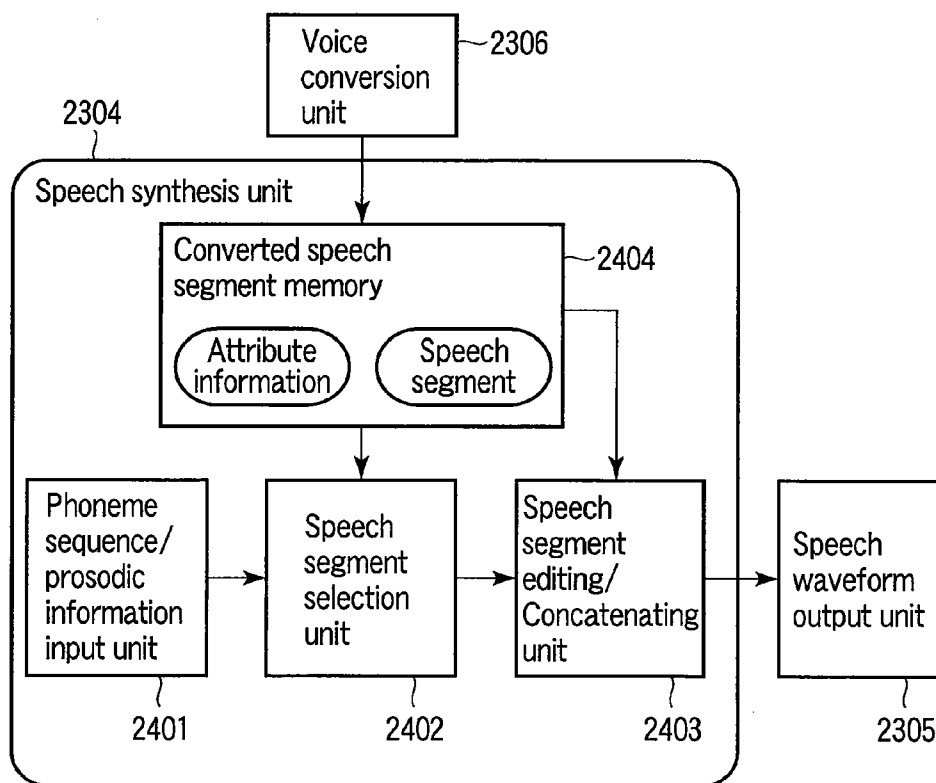 Voice
conversion
unit
2306
2304
Speech synthesis unit
Converted speech
segment memory
2404
Attribute
information
Speech
segment
Phoneme
sequence/
prosodic
information
input unit
Speech
segment
selection
unit
Speech
segment
editing/
Concatenating
unit
Speech
waveform
output unit
2401
2402
2403
2305